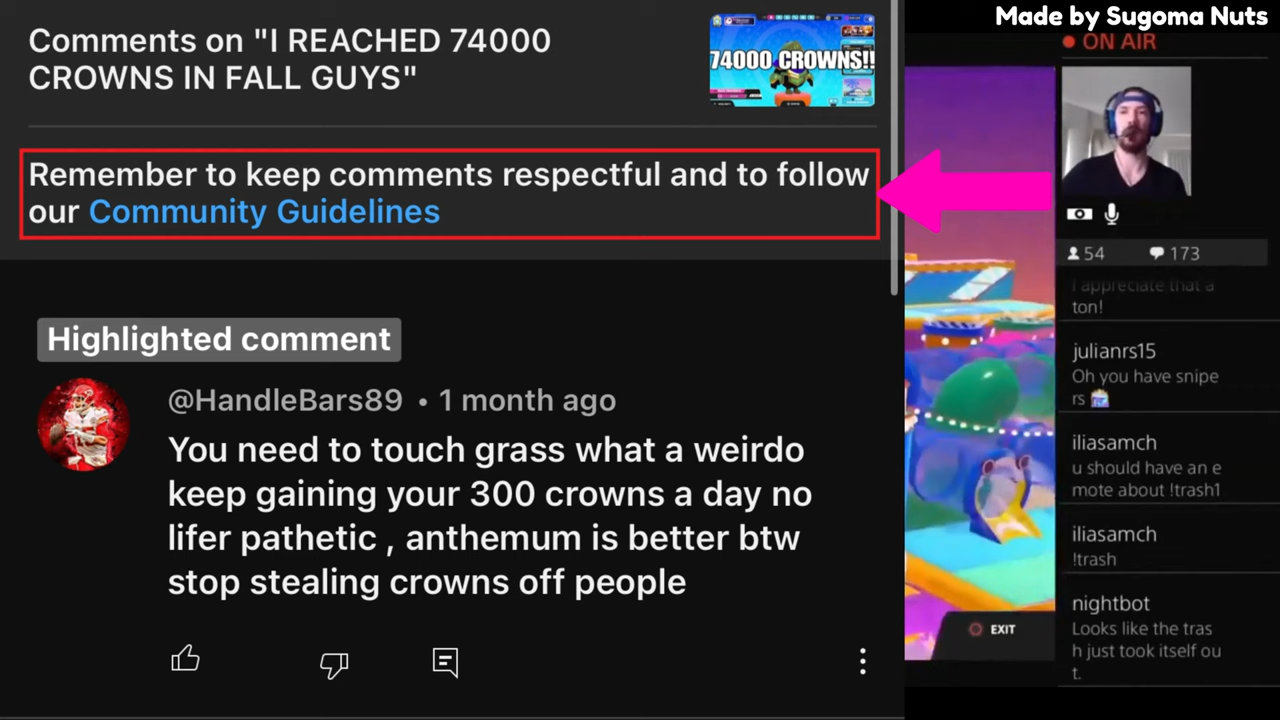 Made by Sugoma Nuts
Comments on "I REACHED 74000
CROWNS IN FALL GUYS"
74000 CROWNS!!
Remember to keep comments respectful and to follow
our Community Guidelines
Highlighted comment
@HandleBars89 • 1 month ago
You need to touch grass what a weirdo
keep gaining your 300 crowns a day no
lifer pathetic , anthemum is better btw
stop stealing crowns off people
ON AIR
54 173
I appreciate that a
ton!
julianrs15
Oh you have snipe
rs
iliasamch
u should have an e
mote about !trash1
iliasamch
!trash
nightbot
Looks like the tras
h just took itself ou
t.
EXIT